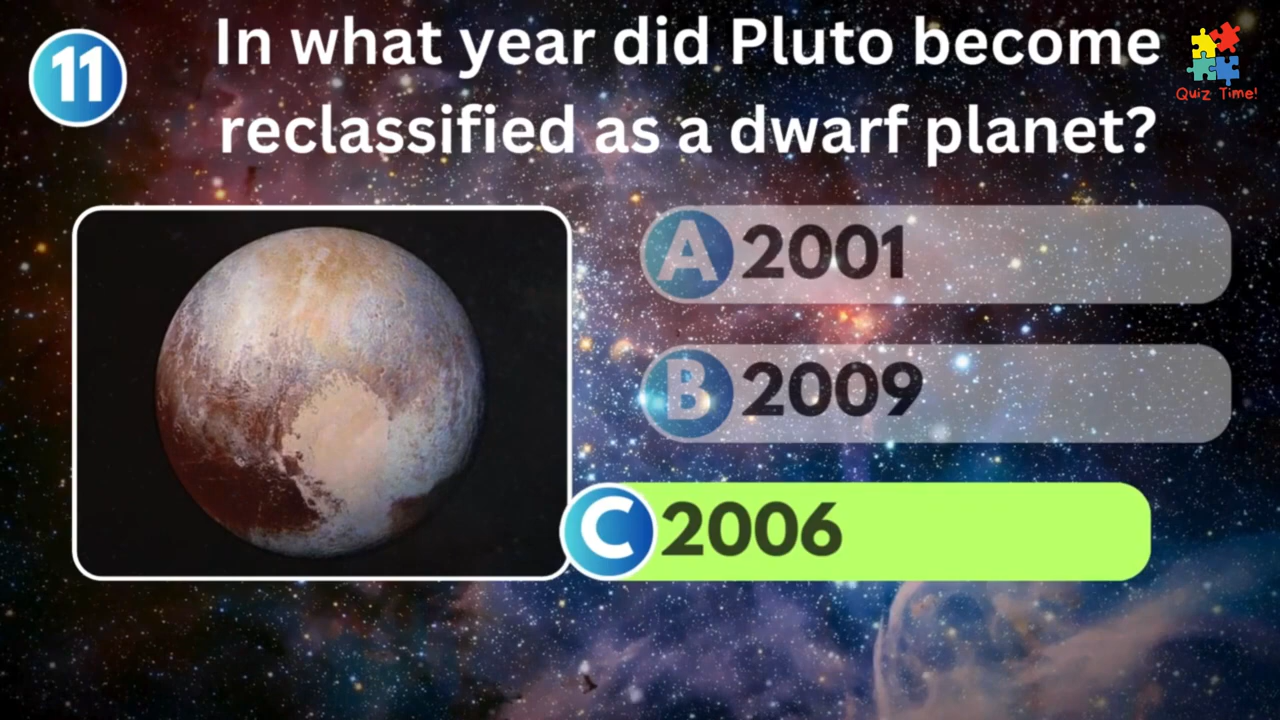 11
In what year did Pluto become
reclassified as a dwarf planet?
Quiz Time!
A 2001
B 2009
C 2006